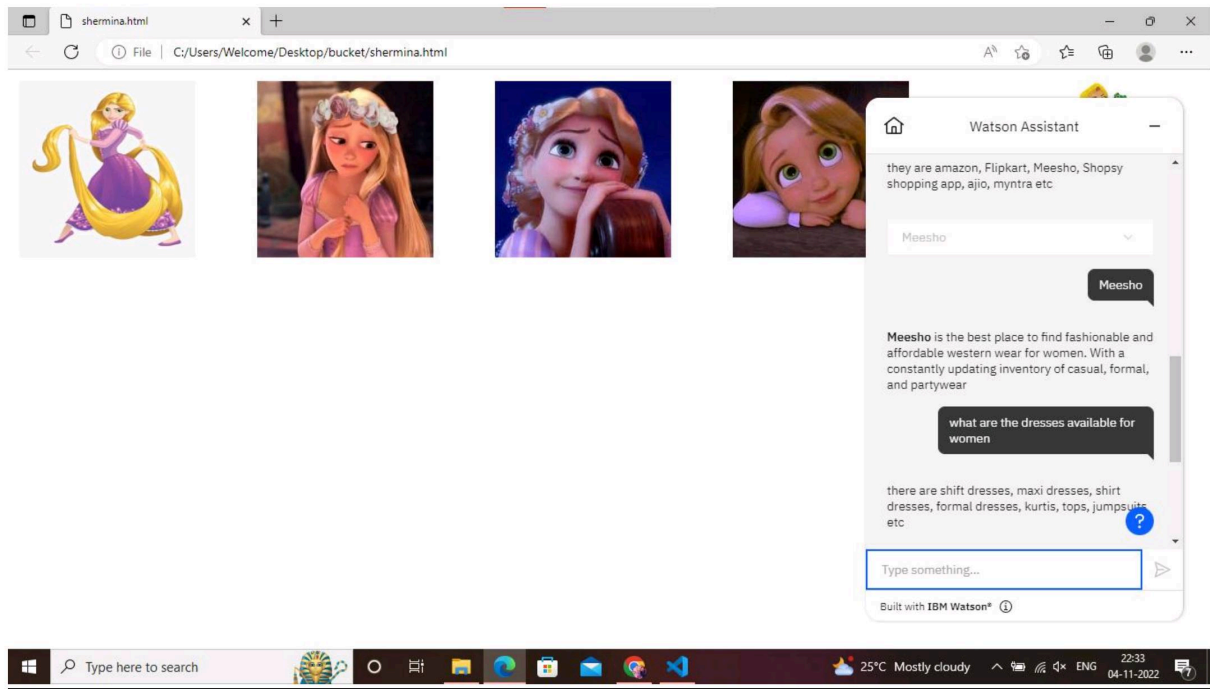 shermina.html
File | C:/Users/Welcome/Desktop/bucket/shermina.html
Watson Assistant
they are amazon, Flipkart, Meesho, Shopsy
shopping app, ajio, myntra etc
Meesho
Meesho
Meesho is the best place to find fashionable and
affordable western wear for women. With a
constantly updating inventory of casual, formal,
and partywear
what are the dresses available for
women
there are shift dresses, maxi dresses, shirt
dresses, formal dresses, kurtis, tops, jumpsuits
etc
?
Type something...
Built with IBM Watson®
Type here to search
25°C Mostly cloudy
ENG
22:33
04-11-2022
7